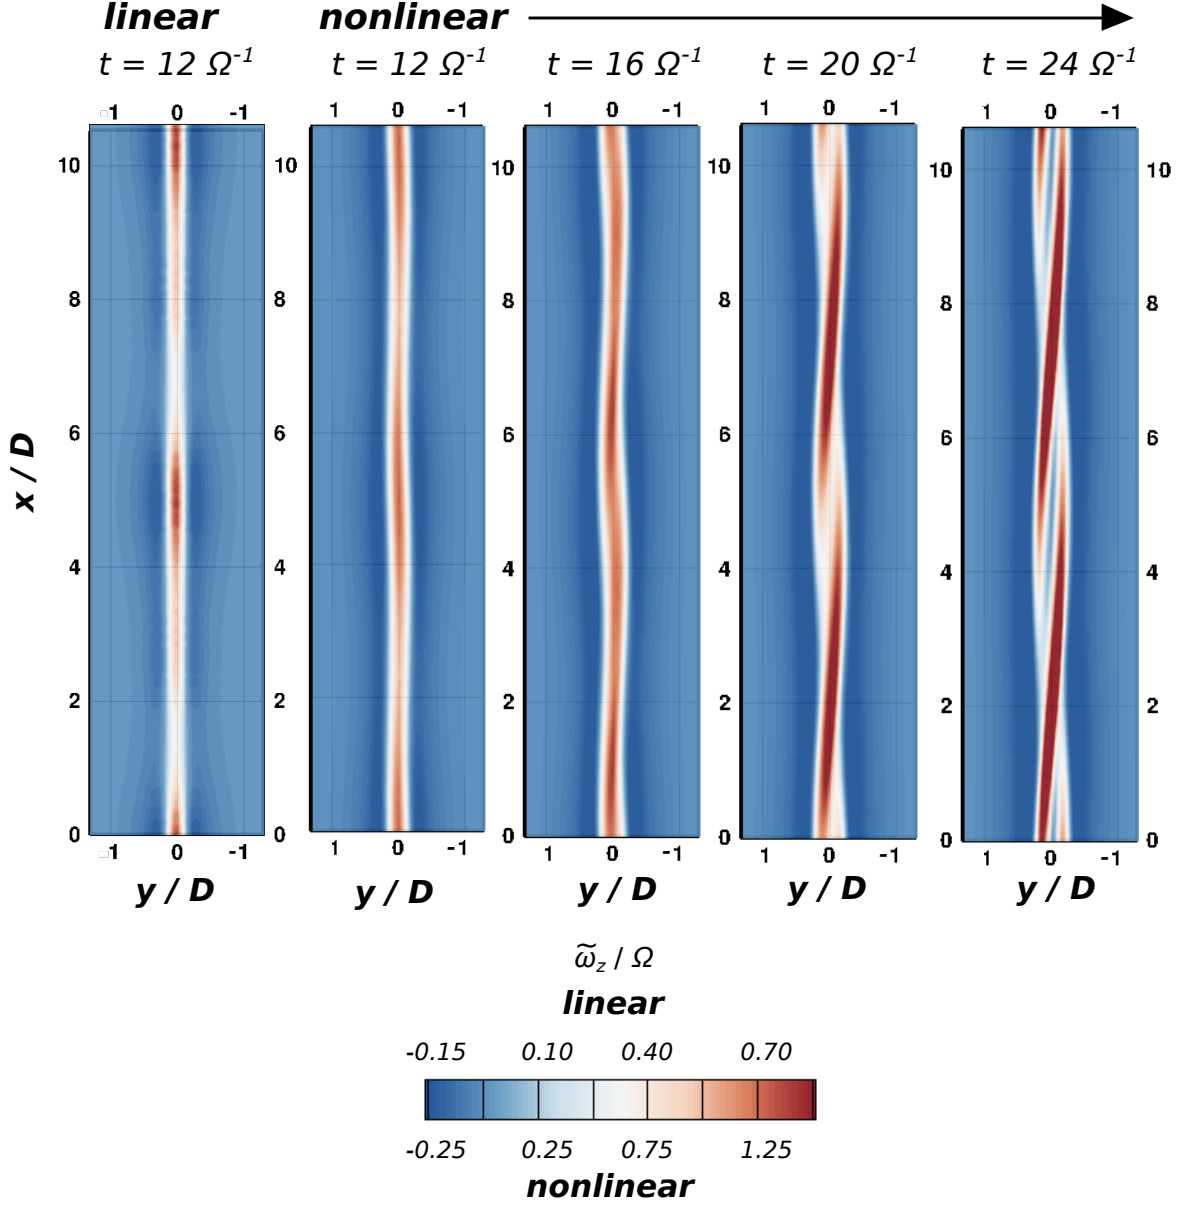 linear nonlinear
t = 12 Ω⁻¹ t = 12 Ω⁻¹ t = 16 Ω⁻¹ t = 20 Ω⁻¹ t = 24 Ω⁻¹
1 0 -1 1 0 -1 1 0 -1 1 0 -1 1 0 -1
10 10 10 10 10 10
8 8 8 8 8 8
6 6 6 6 6 6
x / D
4 4 4 4 4 4
2 2 2 2 2 2
0 0 0 0 0 0
1 0 -1 1 0 -1 1 0 -1 1 0 -1 1 0 -1
y / D y / D y / D y / D y / D
ω̃z / Ω
linear
-0.15 0.10 0.40 0.70
-0.25 0.25 0.75 1.25
nonlinear